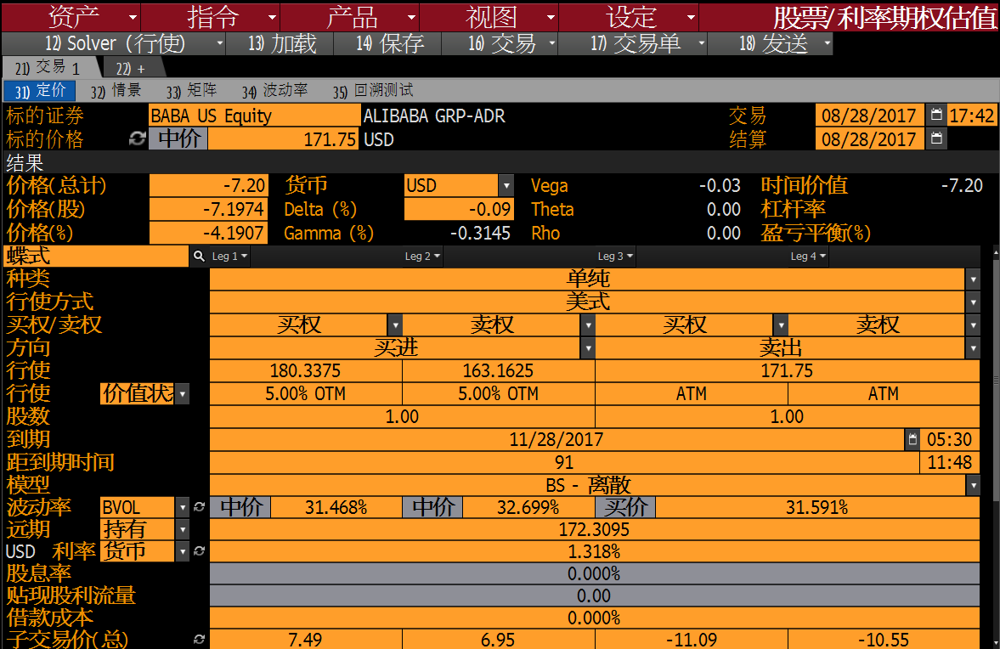 资产 指令 产品 视图 设定 股票/利率期权估值
12) Solver (行使) 13) 加载 14) 保存 16) 交易 17) 交易单 18) 发送
21) 交易 1 22) +
31) 定价 32) 情景 33) 矩阵 34) 波动率 35) 回溯测试
标的证券 BABA US Equity ALIBABA GRP-ADR 交易 08/28/2017 17:42
标的价格 中价 171.75 USD 结算 08/28/2017
结果
价格(总计) -7.20 货币 USD Vega -0.03 时间价值 -7.20
价格(股) -7.1974 Delta (%) -0.09 Theta 0.00 杠杆率
价格(%) -4.1907 Gamma (%) -0.3145 Rho 0.00 盈亏平衡(%)
蝶式 Leg 1 Leg 2 Leg 3 Leg 4
种类 单纯
行使方式 美式
买权/卖权 买权 卖权 买权 卖权
方向 买进 卖出
行使 180.3375 163.1625 171.75
行使 价值状 5.00% OTM 5.00% OTM ATM ATM
股数 1.00 1.00
到期 11/28/2017 05:30
距到期时间 91 11:48
模型 BS - 离散
波动率 BVOL 中价 31.468% 中价 32.699% 买价 31.591%
远期 持有 172.3095
USD 利率 货币 1.318%
股息率 0.000%
贴现股利流量 0.00
借款成本 0.000%
子交易价(总) 7.49 6.95 -11.09 -10.55